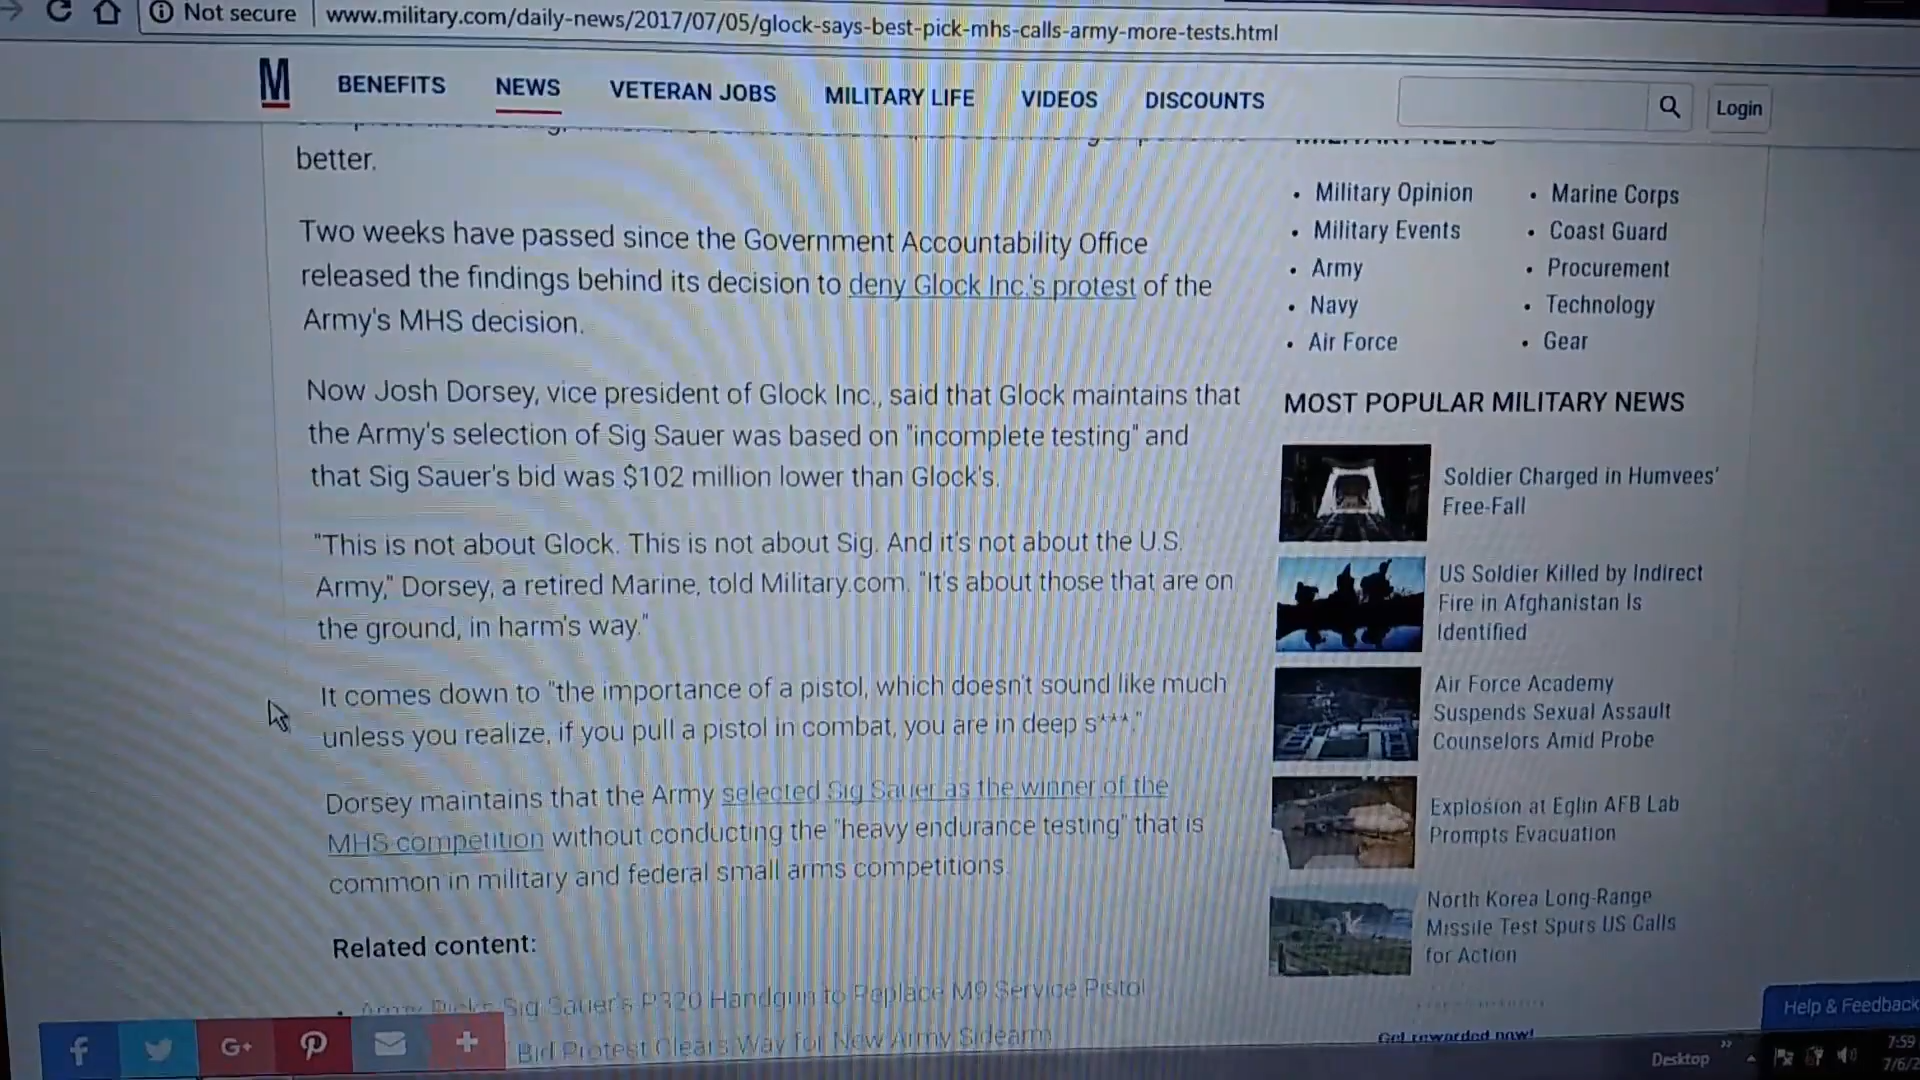 Not secure
www.military.com/daily-news/2017/07/05/glock-says-best-pick-mhs-calls-army-more-tests.html
M
BENEFITS
NEWS
VETERAN JOBS
MILITARY LIFE
VIDEOS
DISCOUNTS
Login
better.
Two weeks have passed since the Government Accountability Office
released the findings behind its decision to deny Glock Inc.'s protest of the
Army's MHS decision.
Now Josh Dorsey, vice president of Glock Inc., said that Glock maintains that
the Army's selection of Sig Sauer was based on "incomplete testing" and
that Sig Sauer's bid was $102 million lower than Glock's.
"This is not about Glock. This is not about Sig. And it's not about the U.S.
Army," Dorsey, a retired Marine, told Military.com. "It's about those that are on
the ground, in harm's way."
It comes down to "the importance of a pistol, which doesn't sound like much
unless you realize, if you pull a pistol in combat, you are in deep s***."
Dorsey maintains that the Army selected Sig Sauer as the winner of the
MHS competition without conducting the "heavy endurance testing" that is
common in military and federal small arms competitions.
Related content:
Army Picks Sig Sauer's P320 Handgun to Replace M9 Service Pistol
Bid Protest Clears Way for New Army Sidearm
MILITARY NEWS
• Military Opinion
• Military Events
• Army
• Navy
• Air Force
• Marine Corps
• Coast Guard
• Procurement
• Technology
• Gear
MOST POPULAR MILITARY NEWS
Soldier Charged in Humvees'
Free-Fall
US Soldier Killed by Indirect
Fire in Afghanistan Is
Identified
Air Force Academy
Suspends Sexual Assault
Counselors Amid Probe
Explosion at Eglin AFB Lab
Prompts Evacuation
North Korea Long-Range
Missile Test Spurs US Calls
for Action
Get rewarded now!
Help & Feedback
f
G+
+
Desktop
7:59
7/6/2